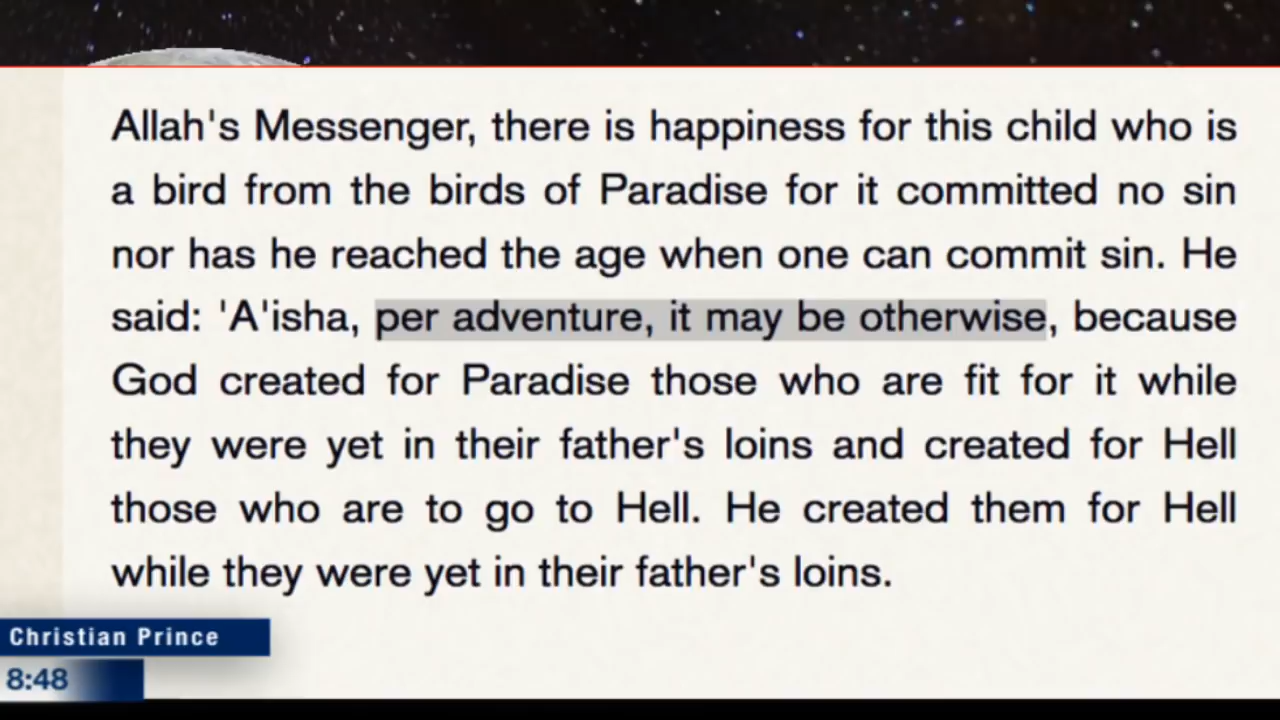 Allah's Messenger, there is happiness for this child who is
a bird from the birds of Paradise for it committed no sin
nor has he reached the age when one can commit sin. He
said: 'A'isha, per adventure, it may be otherwise, because
God created for Paradise those who are fit for it while
they were yet in their father's loins and created for Hell
those who are to go to Hell. He created them for Hell
while they were yet in their father's loins.
Christian Prince
8:48